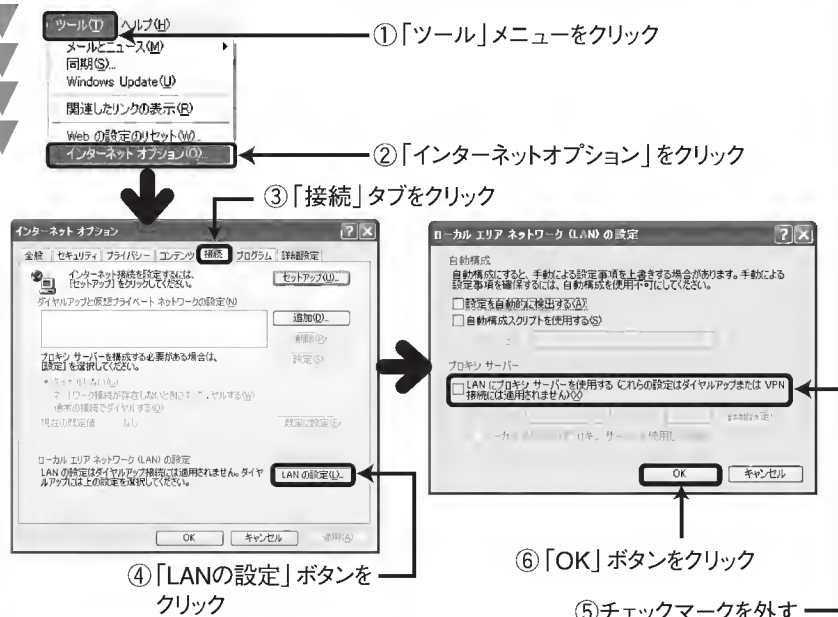 ツール(T) ヘルプ(H)
①「ツール」メニューをクリック
メールとニュース(M)
同期(S)...
Windows Update(U)
関連したリンクの表示(R)
Web の設定のリセット(W)...
インターネット オプション(O)...
②「インターネットオプション」をクリック
③「接続」タブをクリック
インターネット オプション
全般 セキュリティ プライバシー コンテンツ 接続 プログラム 詳細設定
インターネット接続を設定するには、
[セットアップ] をクリックしてください。
セットアップ(U)...
ダイヤルアップと仮想プライベート ネットワークの設定(N)
追加(D)...
削除(R)
プロキシ サーバーを構成する必要がある場合は、
[設定] を選択してください。
設定(S)
通常の接続でダイヤルする(O)
現在の既定値 なし
既定に設定(E)
ローカル エリア ネットワーク (LAN) の設定
LAN の設定はダイヤルアップ接続には適用されません。ダイヤ
ルアップには上の設定を選択してください。
LAN の設定(L)...
OK キャンセル 適用(A)
④「LANの設定」ボタンを
クリック
ローカル エリア ネットワーク (LAN) の設定
自動構成
自動構成にすると、手動による設定事項を上書きする場合があります。手動による
設定事項を確保するには、自動構成を使用不可にしてください。
設定を自動的に検出する(A)
自動構成スクリプトを使用する(S)
プロキシ サーバー
LAN にプロキシ サーバーを使用する (これらの設定はダイヤルアップまたは VPN
接続には適用されません)(X)
OK キャンセル
⑥「OK」ボタンをクリック
⑤チェックマークを外す